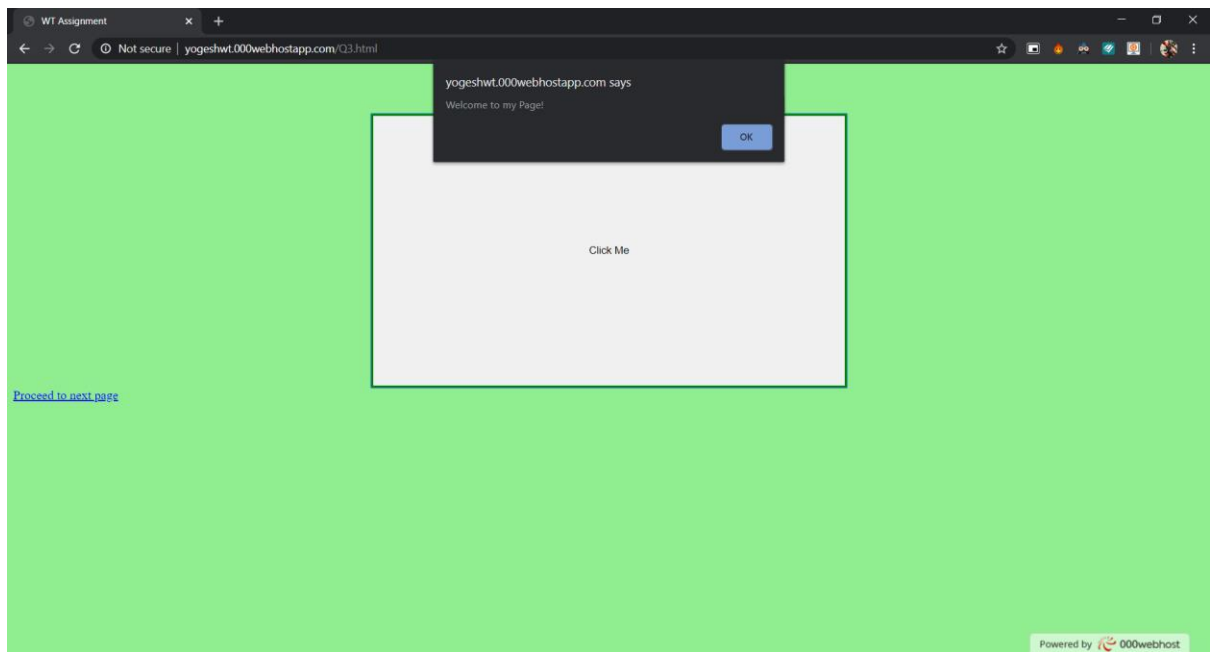 WT Assignment
Not secure | yogeshwt.000webhostapp.com/Q3.html
yogeshwt.000webhostapp.com says
Welcome to my Page!
OK
Click Me
Proceed to next page
Powered by 000webhost